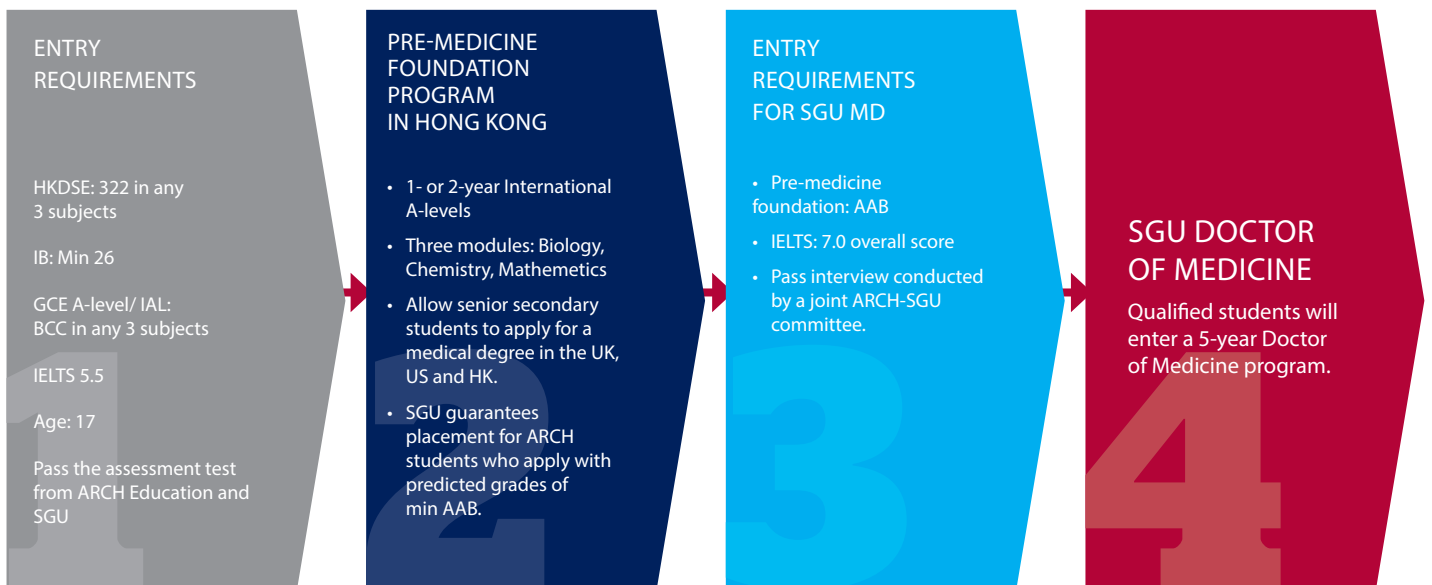 ENTRY
REQUIREMENTS
HKDSE: 322 in any
3 subjects
IB: Min 26
GCE A-level/ IAL:
BCC in any 3 subjects
IELTS 5.5
Age: 17
Pass the assessment test
from ARCH Education and
SGU
1
PRE-MEDICINE
FOUNDATION
PROGRAM
IN HONG KONG
• 1- or 2-year International
A-levels
• Three modules: Biology,
Chemistry, Mathemetics
• Allow senior secondary
students to apply for a
medical degree in the UK,
US and HK.
• SGU guarantees
placement for ARCH
students who apply with
predicted grades of
min AAB.
2
ENTRY
REQUIREMENTS
FOR SGU MD
• Pre-medicine
foundation: AAB
• IELTS: 7.0 overall score
• Pass interview conducted
by a joint ARCH-SGU
committee.
3
SGU DOCTOR
OF MEDICINE
Qualified students will
enter a 5-year Doctor
of Medicine program.
4